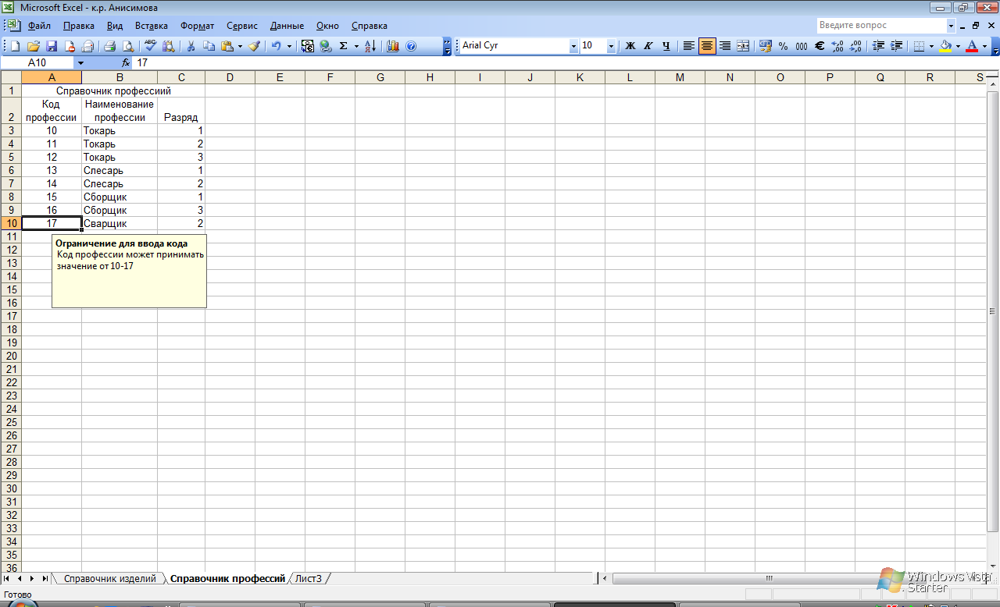 Microsoft Excel - к.р. Анисимова
Файл Правка Вид Вставка Формат Сервис Данные Окно Справка Введите вопрос
Arial Cyr 10 Ж К Ч % 000 €
A10 fx 17
A B C D E F G H I J K L M N O P Q R S
1 Справочник профессиий
Код Наименование
2 профессии профессии Разряд
3 10 Токарь 1
4 11 Токарь 2
5 12 Токарь 3
6 13 Слесарь 1
7 14 Слесарь 2
8 15 Сборщик 1
9 16 Сборщик 3
10 17 Сварщик 2
11
Ограничение для ввода кода
12
Код профессии может принимать
13
значение от 10-17
14
15
16
17
18
19
20
21
22
23
24
25
26
27
28
29
30
31
32
33
34
35
36
Справочник изделий Справочник профессий Лист3
Windows Vista
Starter
Готово